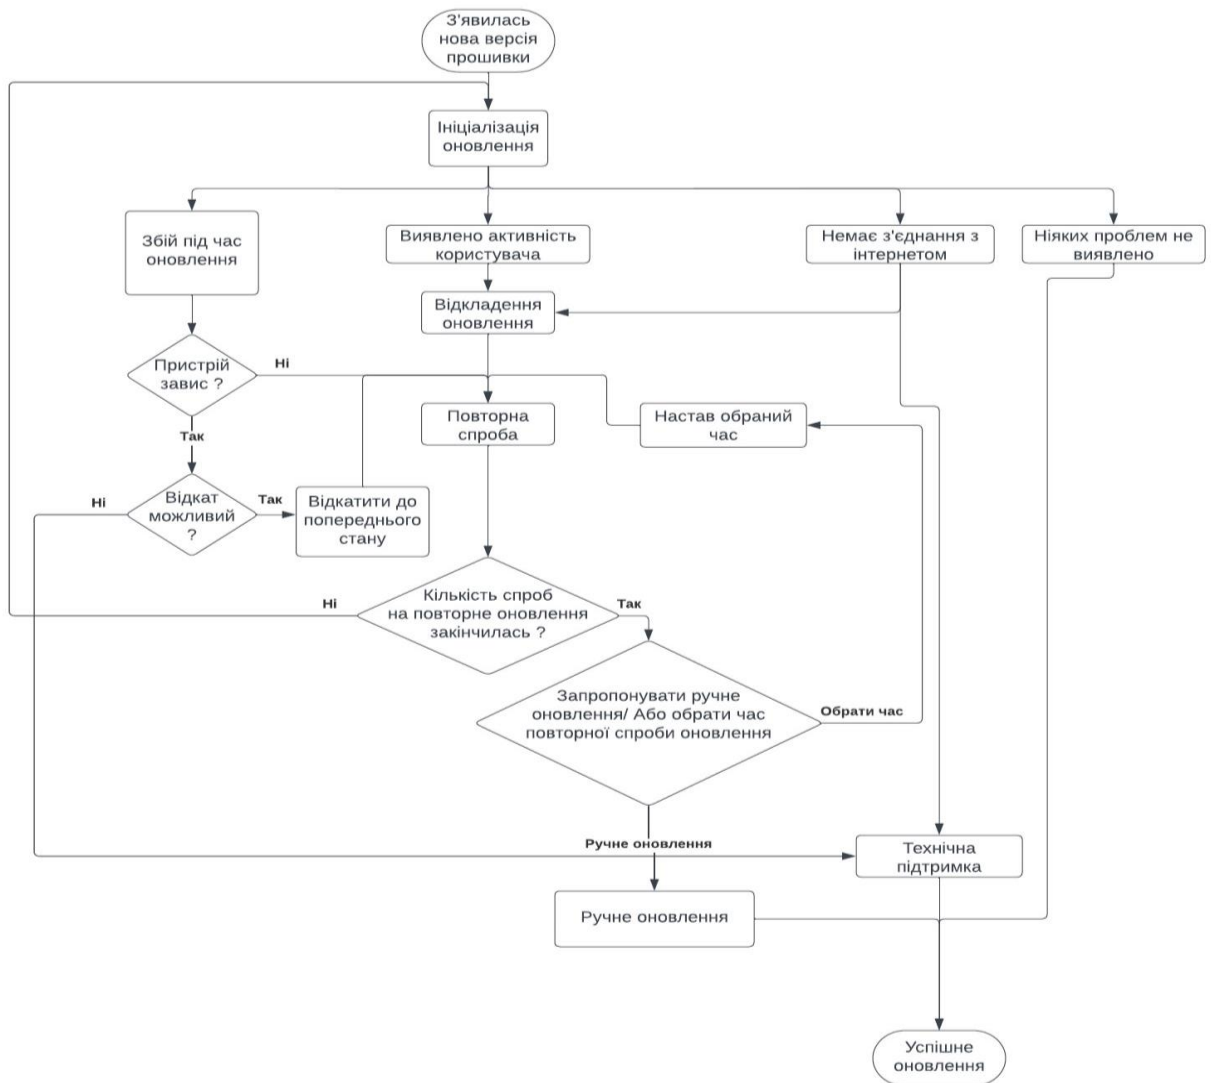 З'явилась
нова версія
прошивки
Ініціалізація
оновлення
Збій під час
оновлення
Виявлено активність
користувача
Немає з'єднання з
інтернетом
Ніяких проблем не
виявлено
Відкладення
оновлення
Пристрій
завис ?
Ні
Повторна
спроба
Настав обраний
час
Так
Ні
Відкат
можливий
?
Так
Відкатити до
попереднього
стану
Ні
Кількість спроб
на повторне оновлення
закінчилась ?
Так
Запропонувати ручне
оновлення/ Або обрати час
повторної спроби оновлення
Обрати час
Ручне оновлення
Технічна
підтримка
Ручне оновлення
Успішне
оновлення